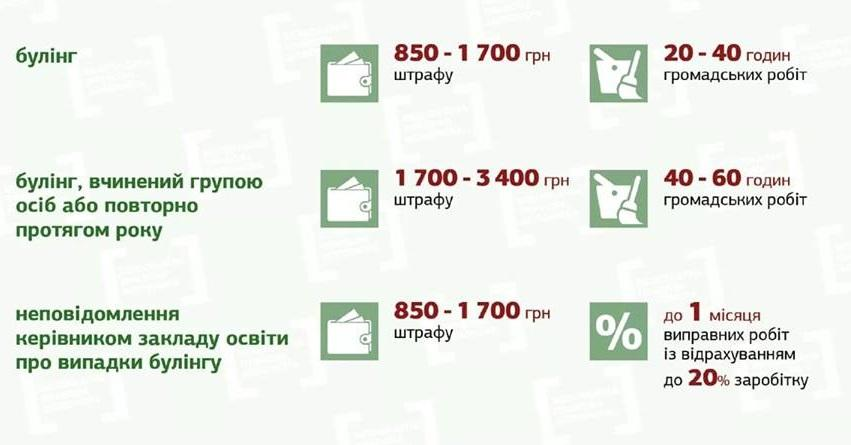 булінг
850 - 1 700 грн
штрафу
20 - 40 годин
громадських робіт
булінг, вчинений групою
осіб або повторно
протягом року
1 700 - 3 400 грн
штрафу
40 - 60 годин
громадських робіт
неповідомлення
керівником закладу освіти
про випадки булінгу
850 - 1 700 грн
штрафу
%
до 1 місяця
виправних робіт
із відрахуванням
до 20% заробітку